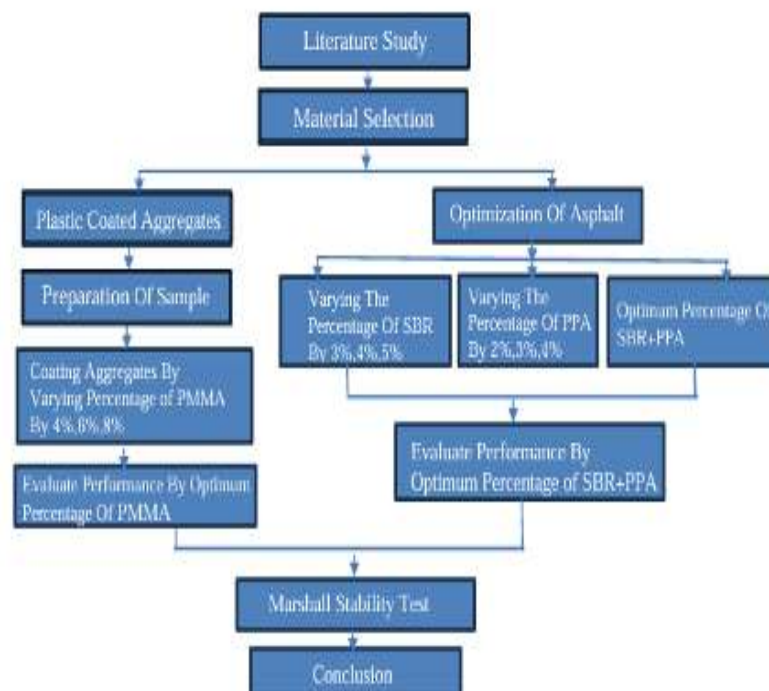 Literature Study
Material Selection
Plastic Coated Aggregates
Optimization Of Asphalt
Preparation Of Sample
Varying The
Percentage Of SBR
By 3%,4%.5%
Varying The
Percentage Of PPA
By 2%,3%,4%
Optimum Percentage Of
SBR+PPA
Coating Aggregates By
Varying Percentage of PMMA
By 4%,6%,8%
Evaluate Performance By
Optimum Percentage of SBR+PPA
Evaluate Performance By Optimum
Percentage Of PMMA
Marshall Stability Test
Conclusion